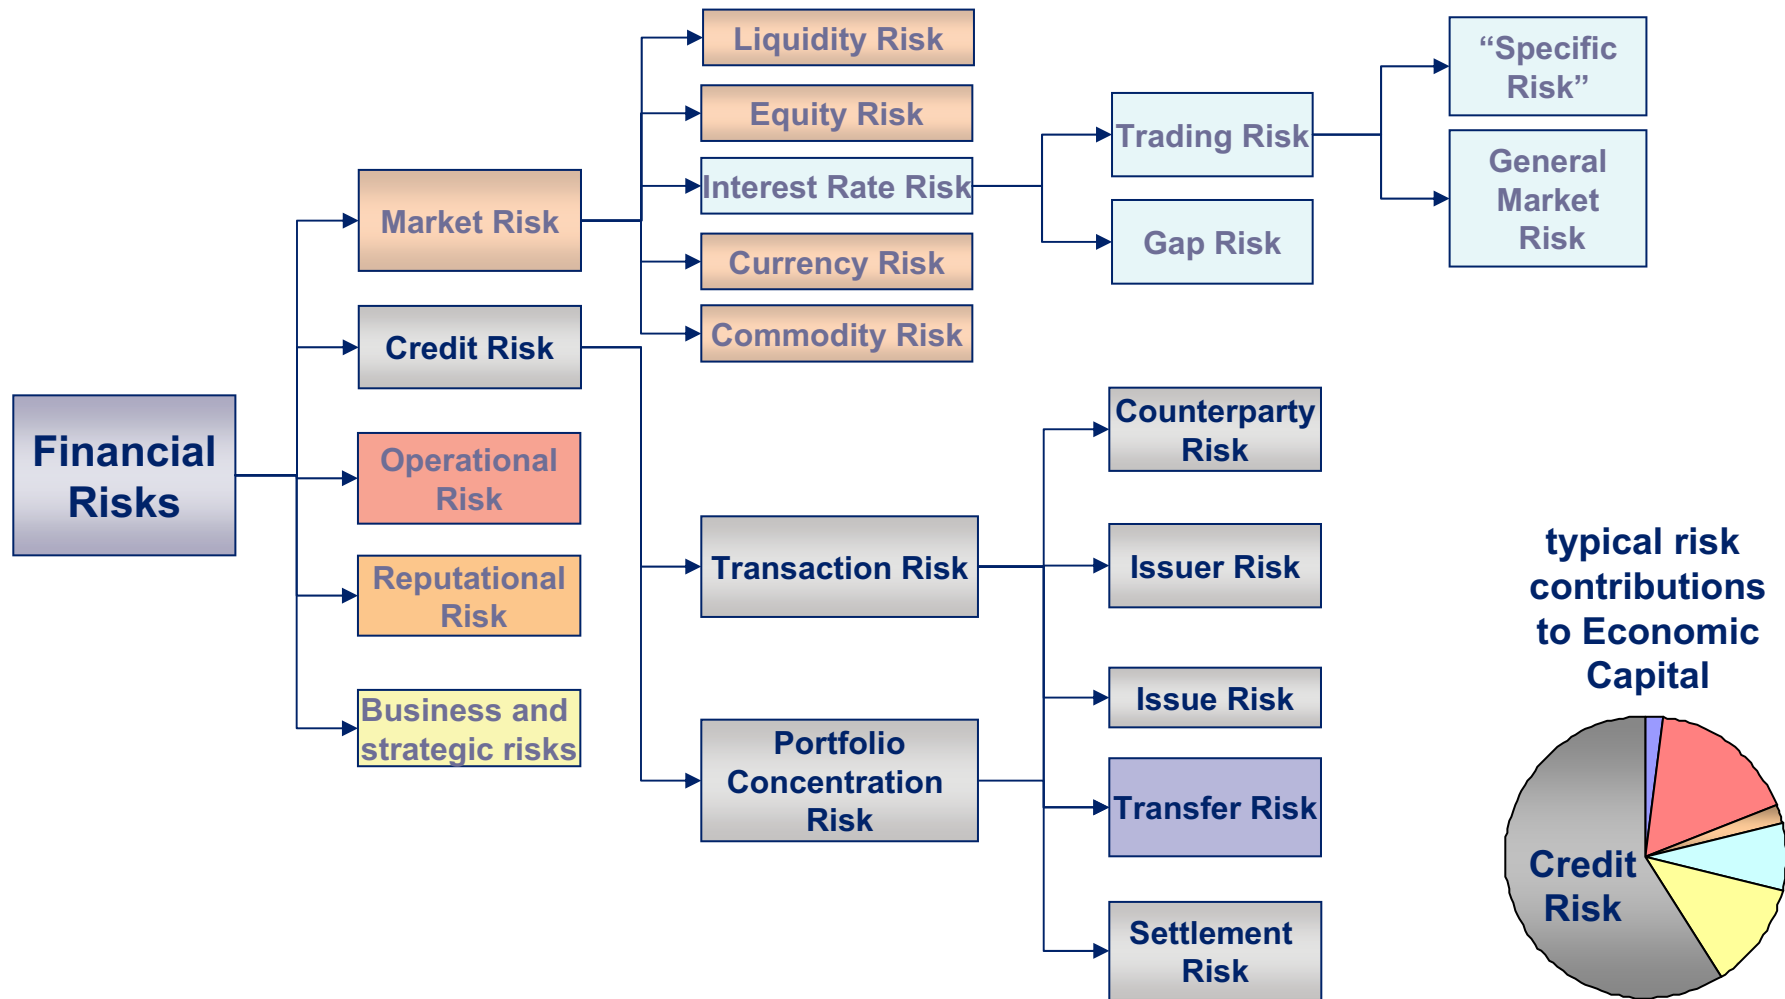 Financial
Risks
Market Risk
Credit Risk
Operational
Risk
Reputational
Risk
Business and
strategic risks
Liquidity Risk
Equity Risk
Interest Rate Risk
Currency Risk
Commodity Risk
Transaction Risk
Portfolio
Concentration
Risk
Trading Risk
Gap Risk
Counterparty
Risk
Issuer Risk
Issue Risk
Transfer Risk
Settlement
Risk
“Specific
Risk”
General
Market
Risk
typical risk
contributions
to Economic
Capital
Credit
Risk